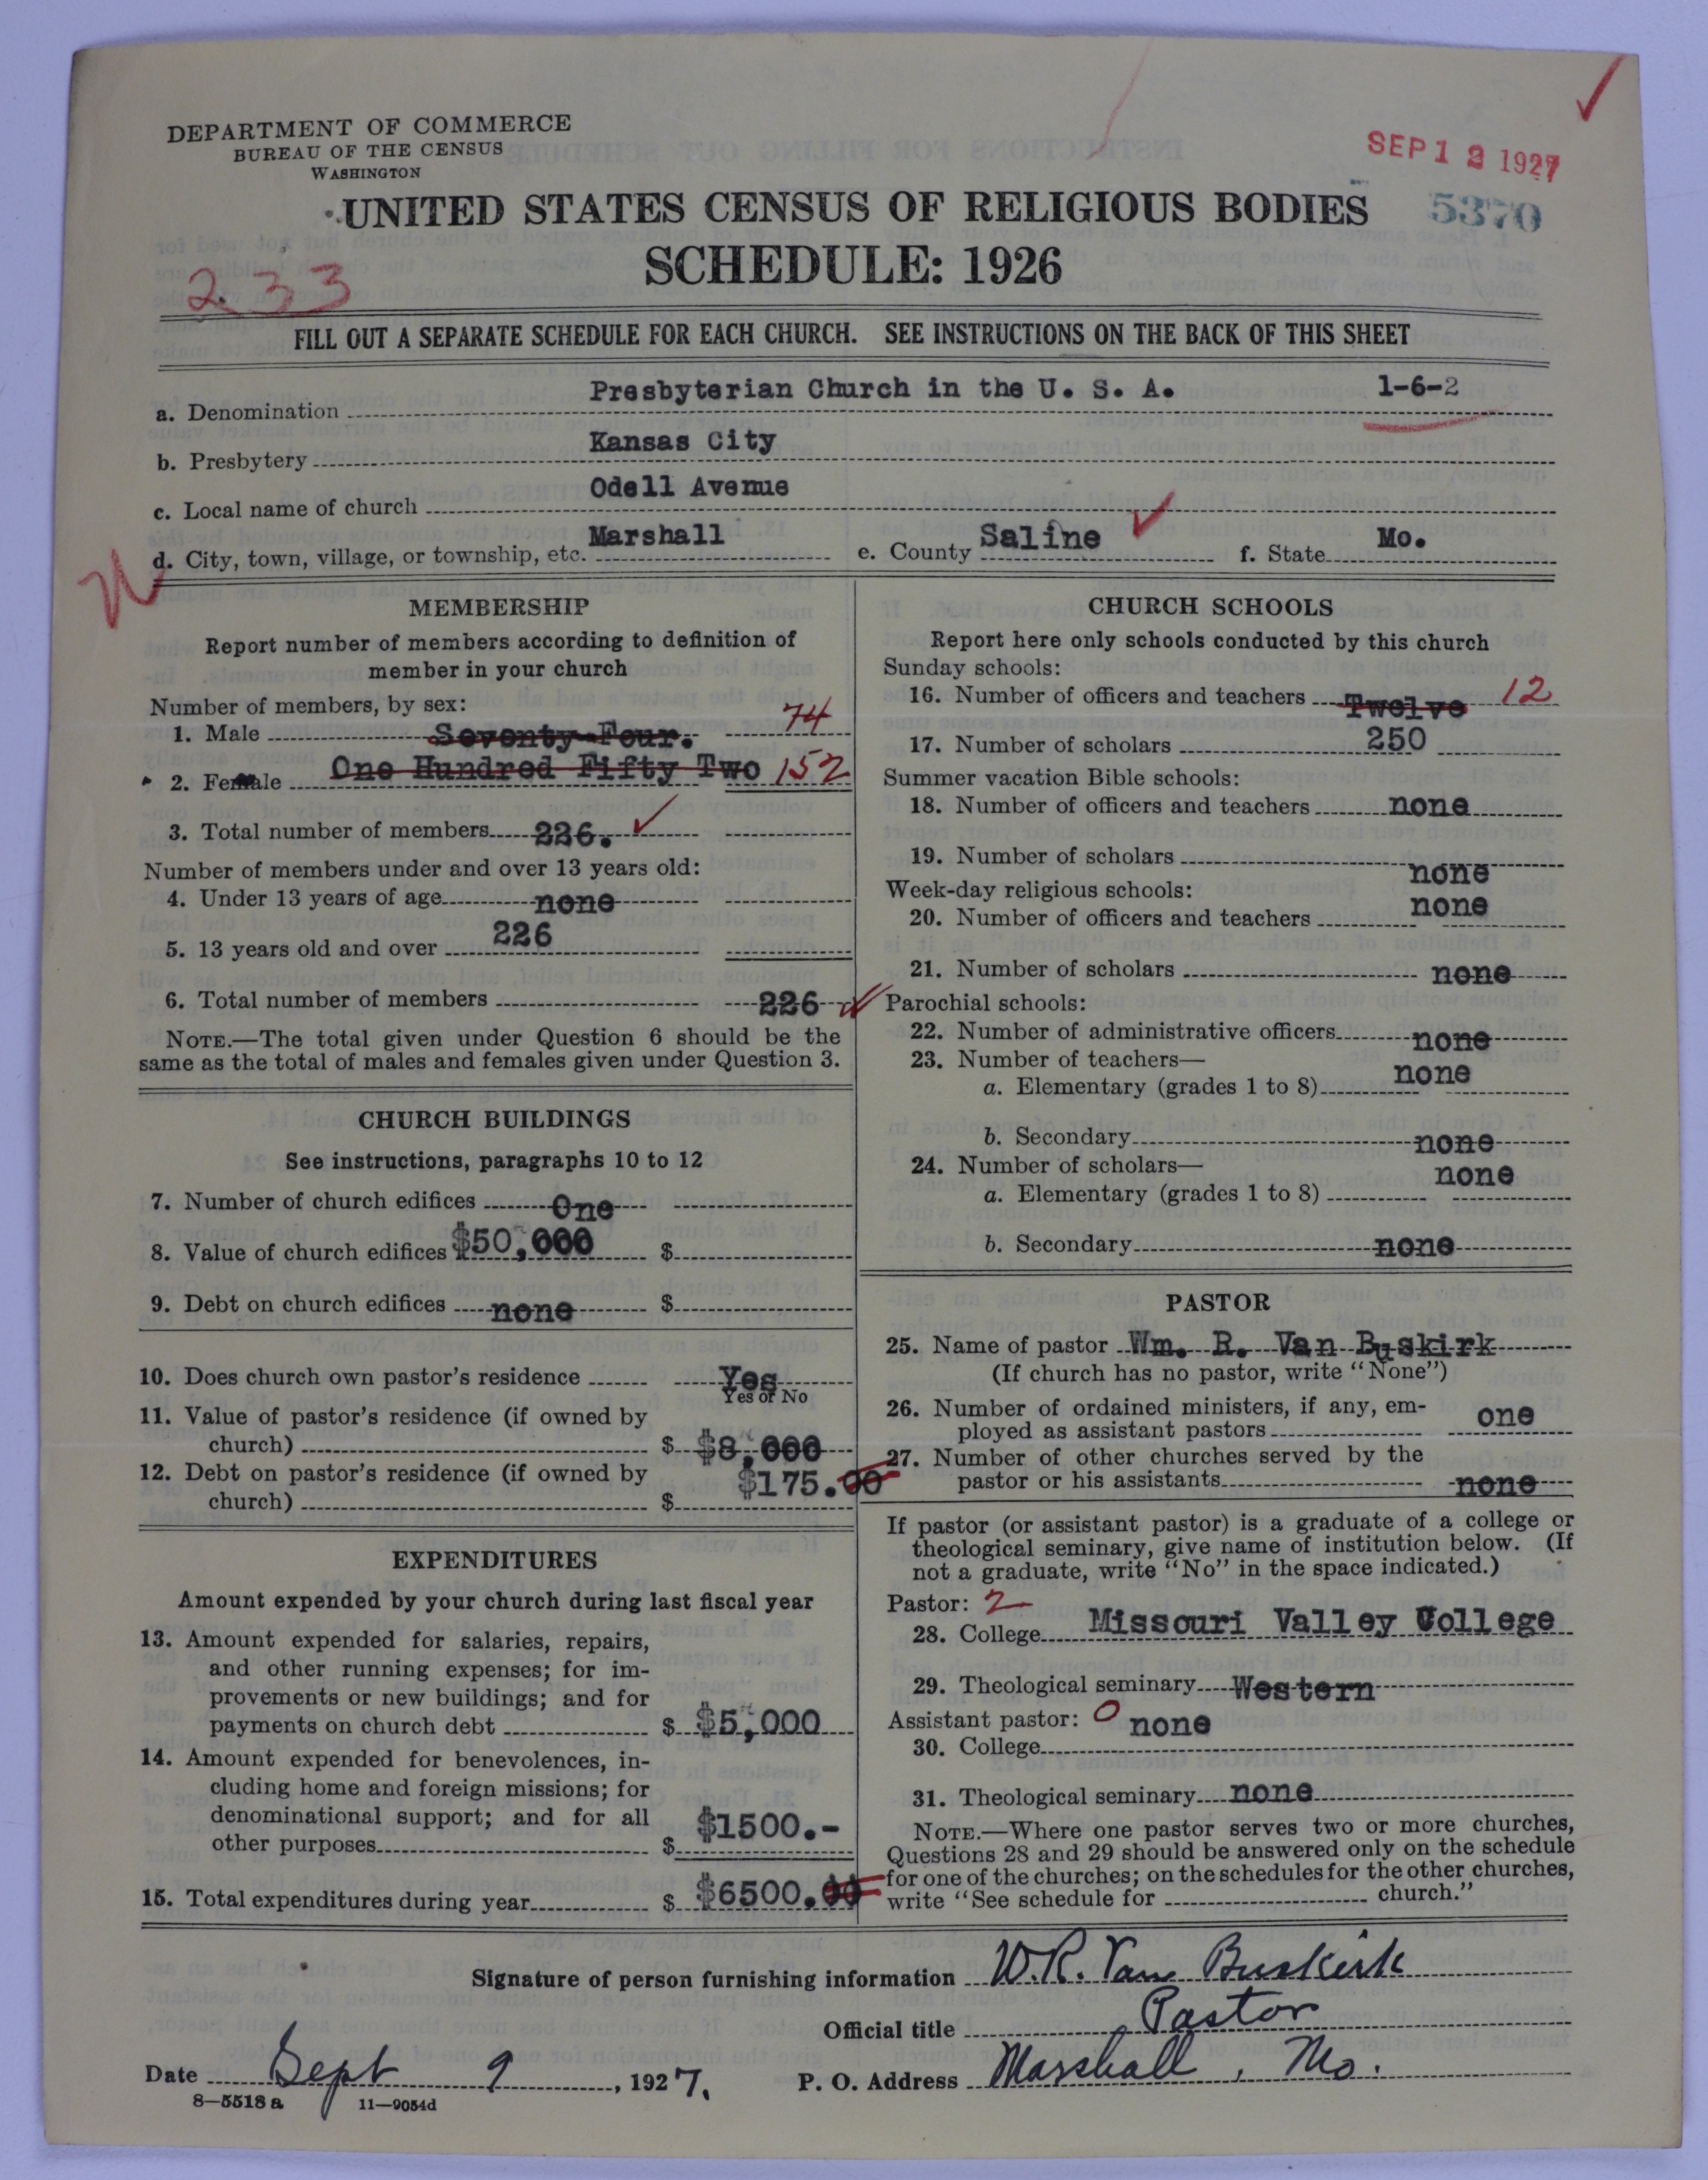 DEPARTMENT OF COMMERCE
BUREAU OF THE CENSUS
WASHINGTON
SEP 12 1927
UNITED STATES CENSUS OF RELIGIOUS BODIES
5370
SCHEDULE: 1926
233
FILL OUT A SEPARATE SCHEDULE FOR EACH CHURCH. SEE INSTRUCTIONS ON THE BACK OF THIS SHEET
a. Denomination Presbyterian Church in the U. S. A. 1-6-2
b. Presbytery Kansas City
c. Local name of church Odell Avenue
d. City, town, village, or township, etc. Marshall e. County Saline f. State Mo.
MEMBERSHIP
Report number of members according to definition of
member in your church
Number of members, by sex:
1. Male Seventy Four. 74
2. Female One Hundred Fifty Two 152
3. Total number of members 226.
Number of members under and over 13 years old:
4. Under 13 years of age none
5. 13 years old and over 226
6. Total number of members 226
NOTE.—The total given under Question 6 should be the
same as the total of males and females given under Question 3.
CHURCH BUILDINGS
See instructions, paragraphs 10 to 12
7. Number of church edifices One
8. Value of church edifices $50,000 $
9. Debt on church edifices none $
10. Does church own pastor's residence Yes
Yes or No
11. Value of pastor's residence (if owned by
church) $ $8,000
12. Debt on pastor's residence (if owned by
church) $ $175.00
EXPENDITURES
Amount expended by your church during last fiscal year
13. Amount expended for salaries, repairs,
and other running expenses; for im-
provements or new buildings; and for
payments on church debt $ $5,000
14. Amount expended for benevolences, in-
cluding home and foreign missions; for
denominational support; and for all
other purposes $ $1500.-
15. Total expenditures during year $ $6500.00
CHURCH SCHOOLS
Report here only schools conducted by this church
Sunday schools:
16. Number of officers and teachers Twelve 12
17. Number of scholars 250
Summer vacation Bible schools:
18. Number of officers and teachers none
19. Number of scholars none
Week-day religious schools:
20. Number of officers and teachers none
21. Number of scholars none
Parochial schools:
22. Number of administrative officers none
23. Number of teachers—
a. Elementary (grades 1 to 8) none
b. Secondary none
24. Number of scholars—
a. Elementary (grades 1 to 8) none
b. Secondary none
PASTOR
25. Name of pastor Wm. R. Van Buskirk
(If church has no pastor, write "None")
26. Number of ordained ministers, if any, em-
ployed as assistant pastors one
27. Number of other churches served by the
pastor or his assistants none
If pastor (or assistant pastor) is a graduate of a college or
theological seminary, give name of institution below. (If
not a graduate, write "No" in the space indicated.)
Pastor: 2
28. College Missouri Valley College
29. Theological seminary Western
Assistant pastor: 0 none
30. College
31. Theological seminary none
NOTE.—Where one pastor serves two or more churches,
Questions 28 and 29 should be answered only on the schedule
for one of the churches; on the schedules for the other churches,
write "See schedule for church."
Signature of person furnishing information W. R. Van Buskirk
Official title Pastor
Date Sept 9, 1927. P. O. Address Marshall, Mo.
8—5518 a 11—9054d